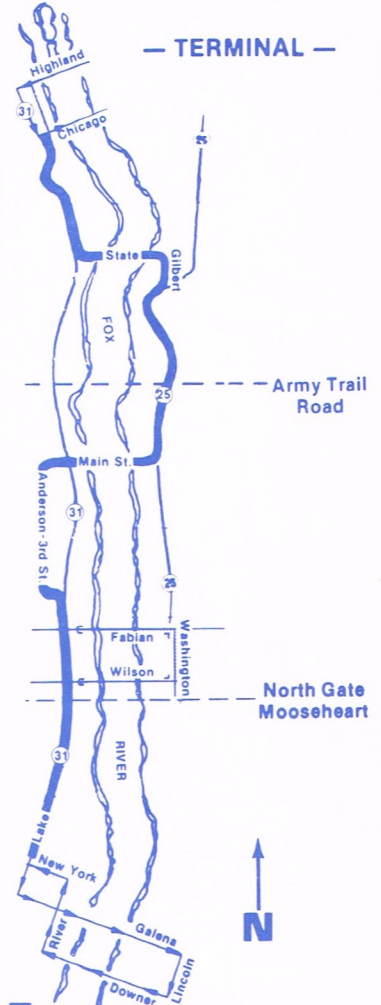 — TERMINAL —
Highland
31
Chicago
25
State
Gilbert
FOX
Army Trail
Road
25
Main St.
Anderson - 3rd St.
31
25
Fabian
Washington
Wilson
North Gate
Mooseheart
RIVER
31
Lake
New York
River
Galena
N
Downer
Lincoln